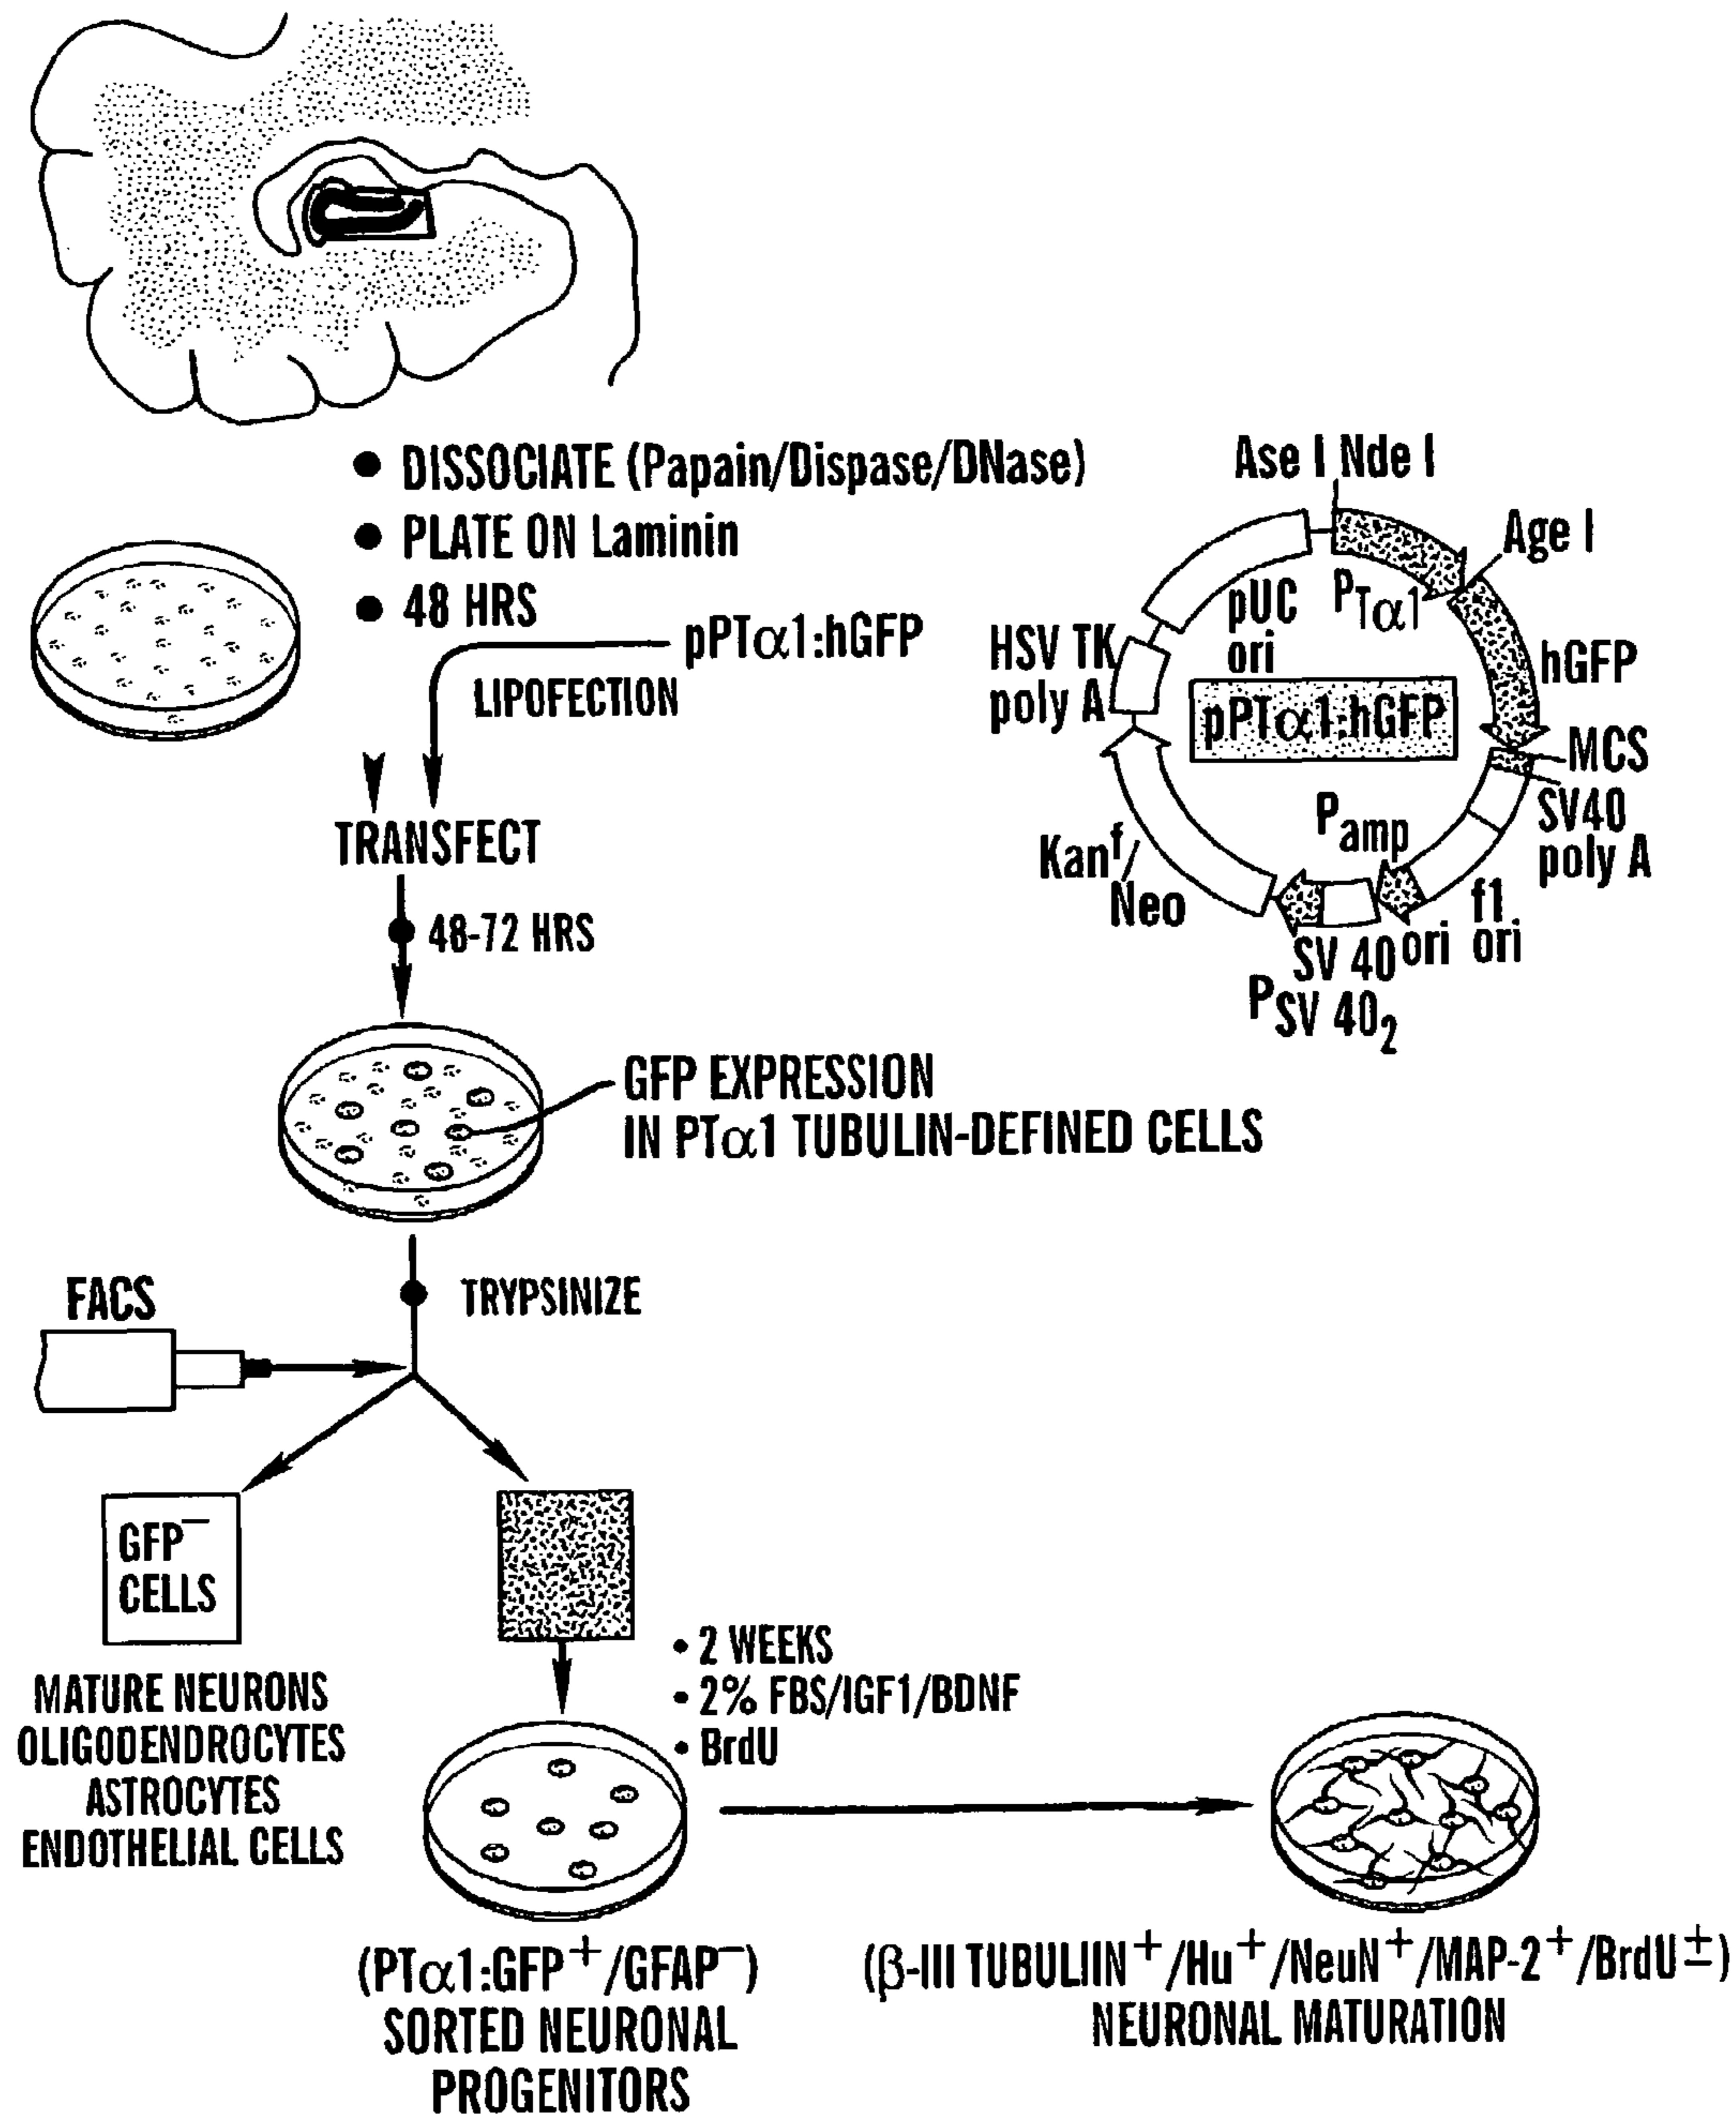 ● DISSOCIATE (Papain/Dispase/DNase)
● PLATE ON Laminin
● 48 HRS
pPTα1:hGFP
LIPOFECTION
TRANSFECT
48-72 HRS
Ase I Nde I
Age I
PTα1
pUC
ori
hGFP
HSV TK
poly A
pPTα1:hGFP
MCS
SV40
poly A
Pamp
Kanf/
Neo
f1
ori
SV 40 ori
PSV 402
GFP EXPRESSION
IN PTα1 TUBULIN-DEFINED CELLS
FACS
TRYPSINIZE
GFP⁻
CELLS
MATURE NEURONS
OLIGODENDROCYTES
ASTROCYTES
ENDOTHELIAL CELLS
• 2 WEEKS
• 2% FBS/IGF1/BDNF
• BrdU
(PTα1:GFP⁺/GFAP⁻)
SORTED NEURONAL
PROGENITORS
(β-III TUBULIIN⁺/Hu⁺/NeuN⁺/MAP-2⁺/BrdU±)
NEURONAL MATURATION